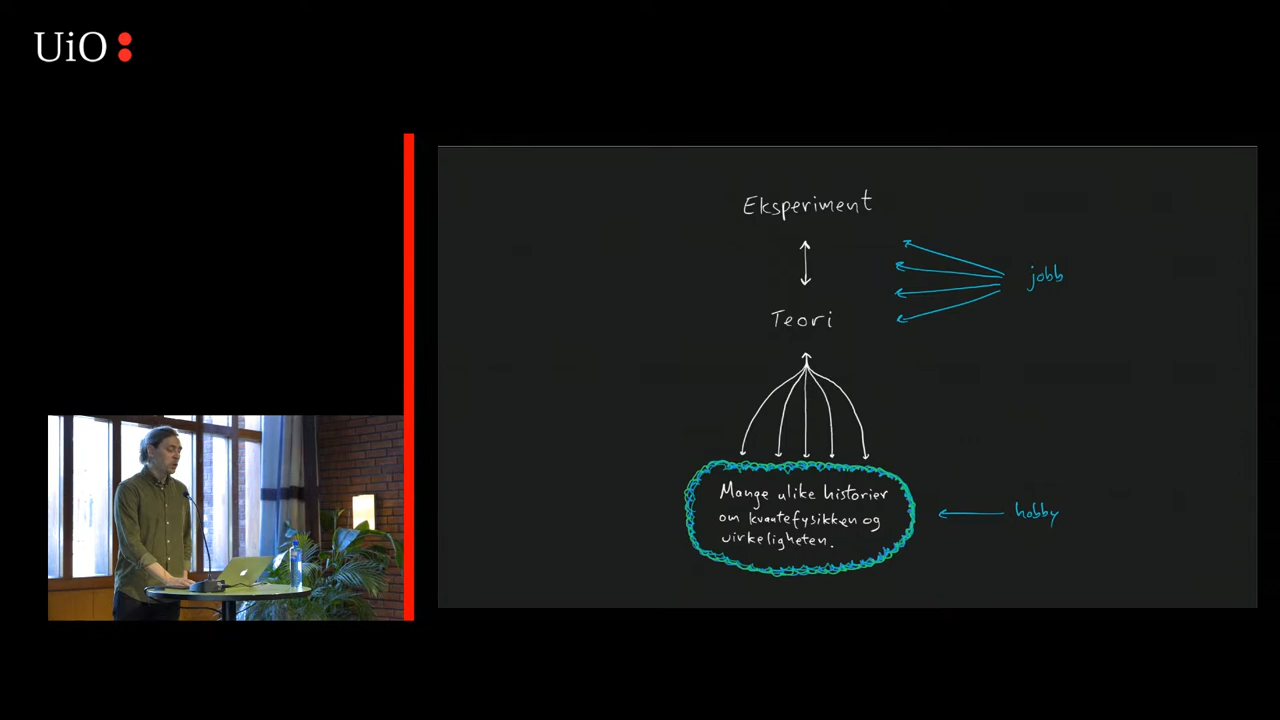 UiO
Eksperiment
jobb
Teori
Mange ulike historier
om kvantefysikken og
virkeligheten.
hobby